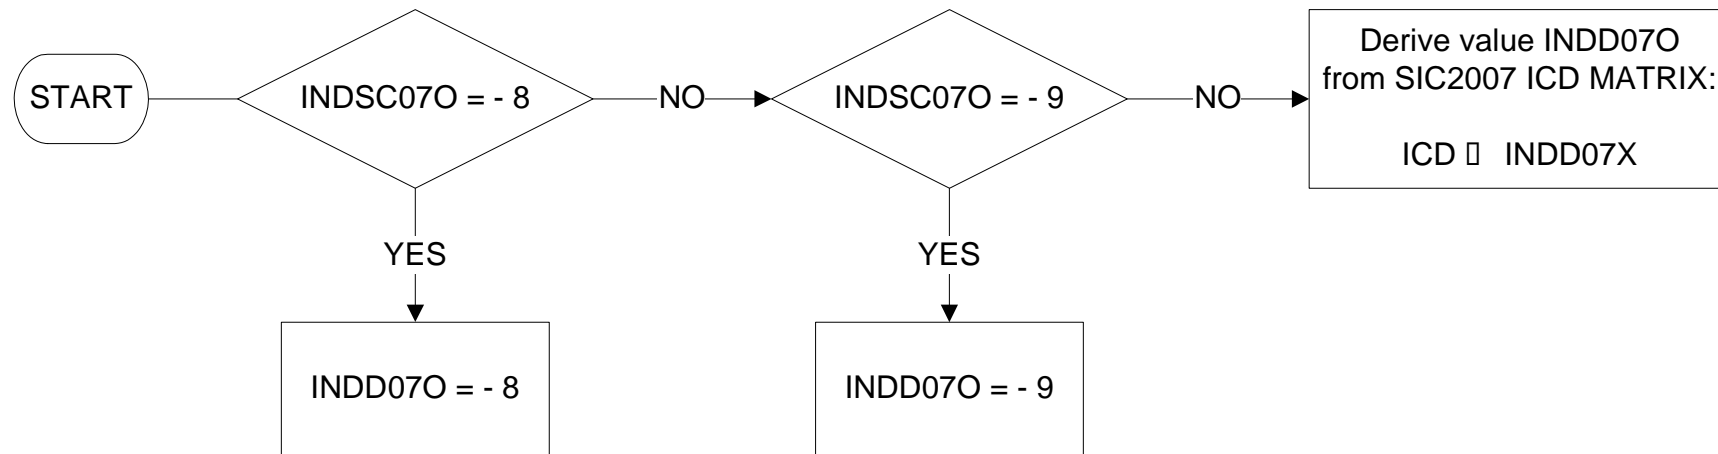 START
INDSC07O = - 8
NO
INDSC07O = - 9
NO
Derive value INDD07O
from SIC2007 ICD MATRIX:
ICD ▯ INDD07X
YES
YES
INDD07O = - 8
INDD07O = - 9